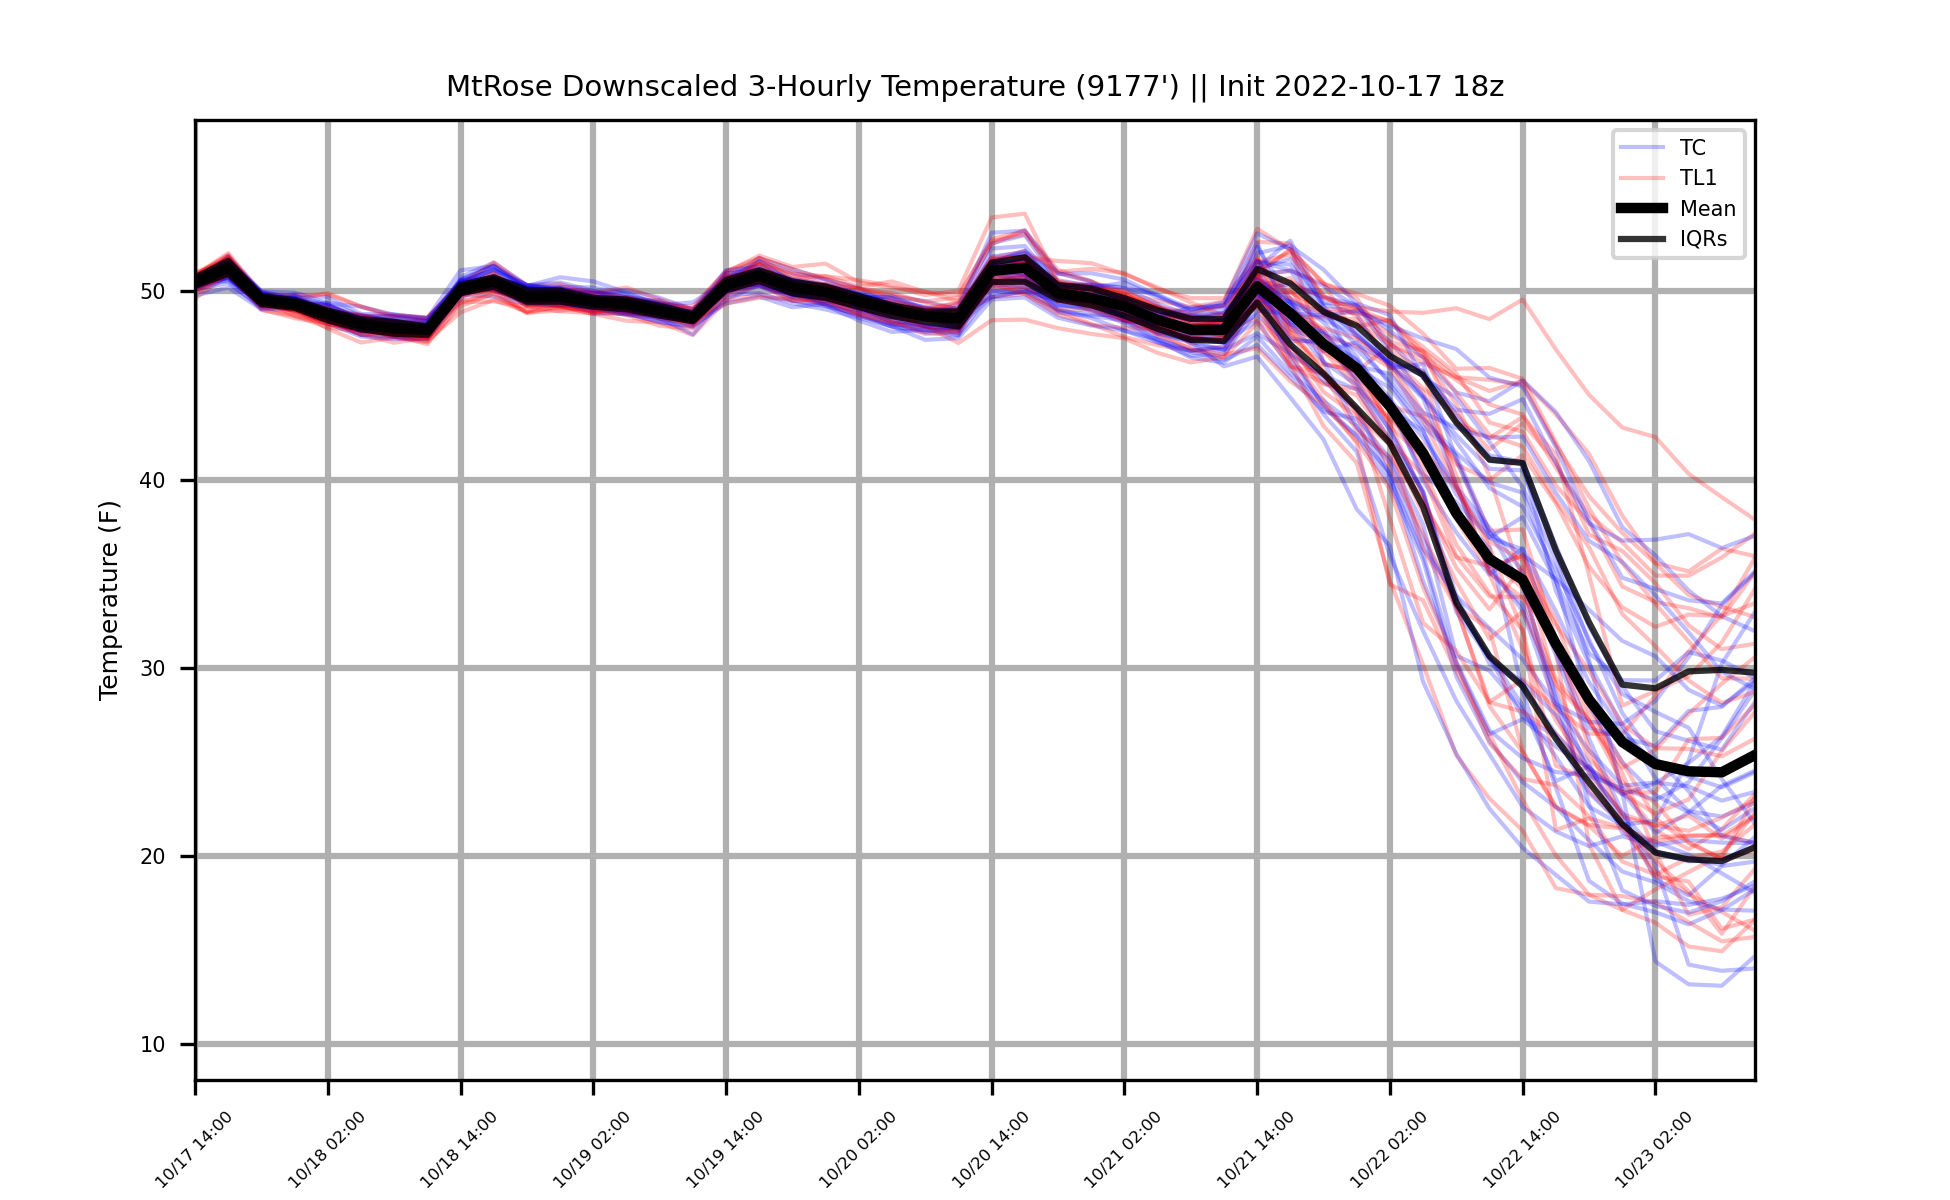 MtRose Downscaled 3-Hourly Temperature (9177') || Init 2022-10-17 18z
TC
TL1
Mean
IQRs
Temperature (F)
50
40
30
20
10
10/17 14:00
10/18 02:00
10/18 14:00
10/19 02:00
10/19 14:00
10/20 02:00
10/20 14:00
10/21 02:00
10/21 14:00
10/22 02:00
10/22 14:00
10/23 02:00